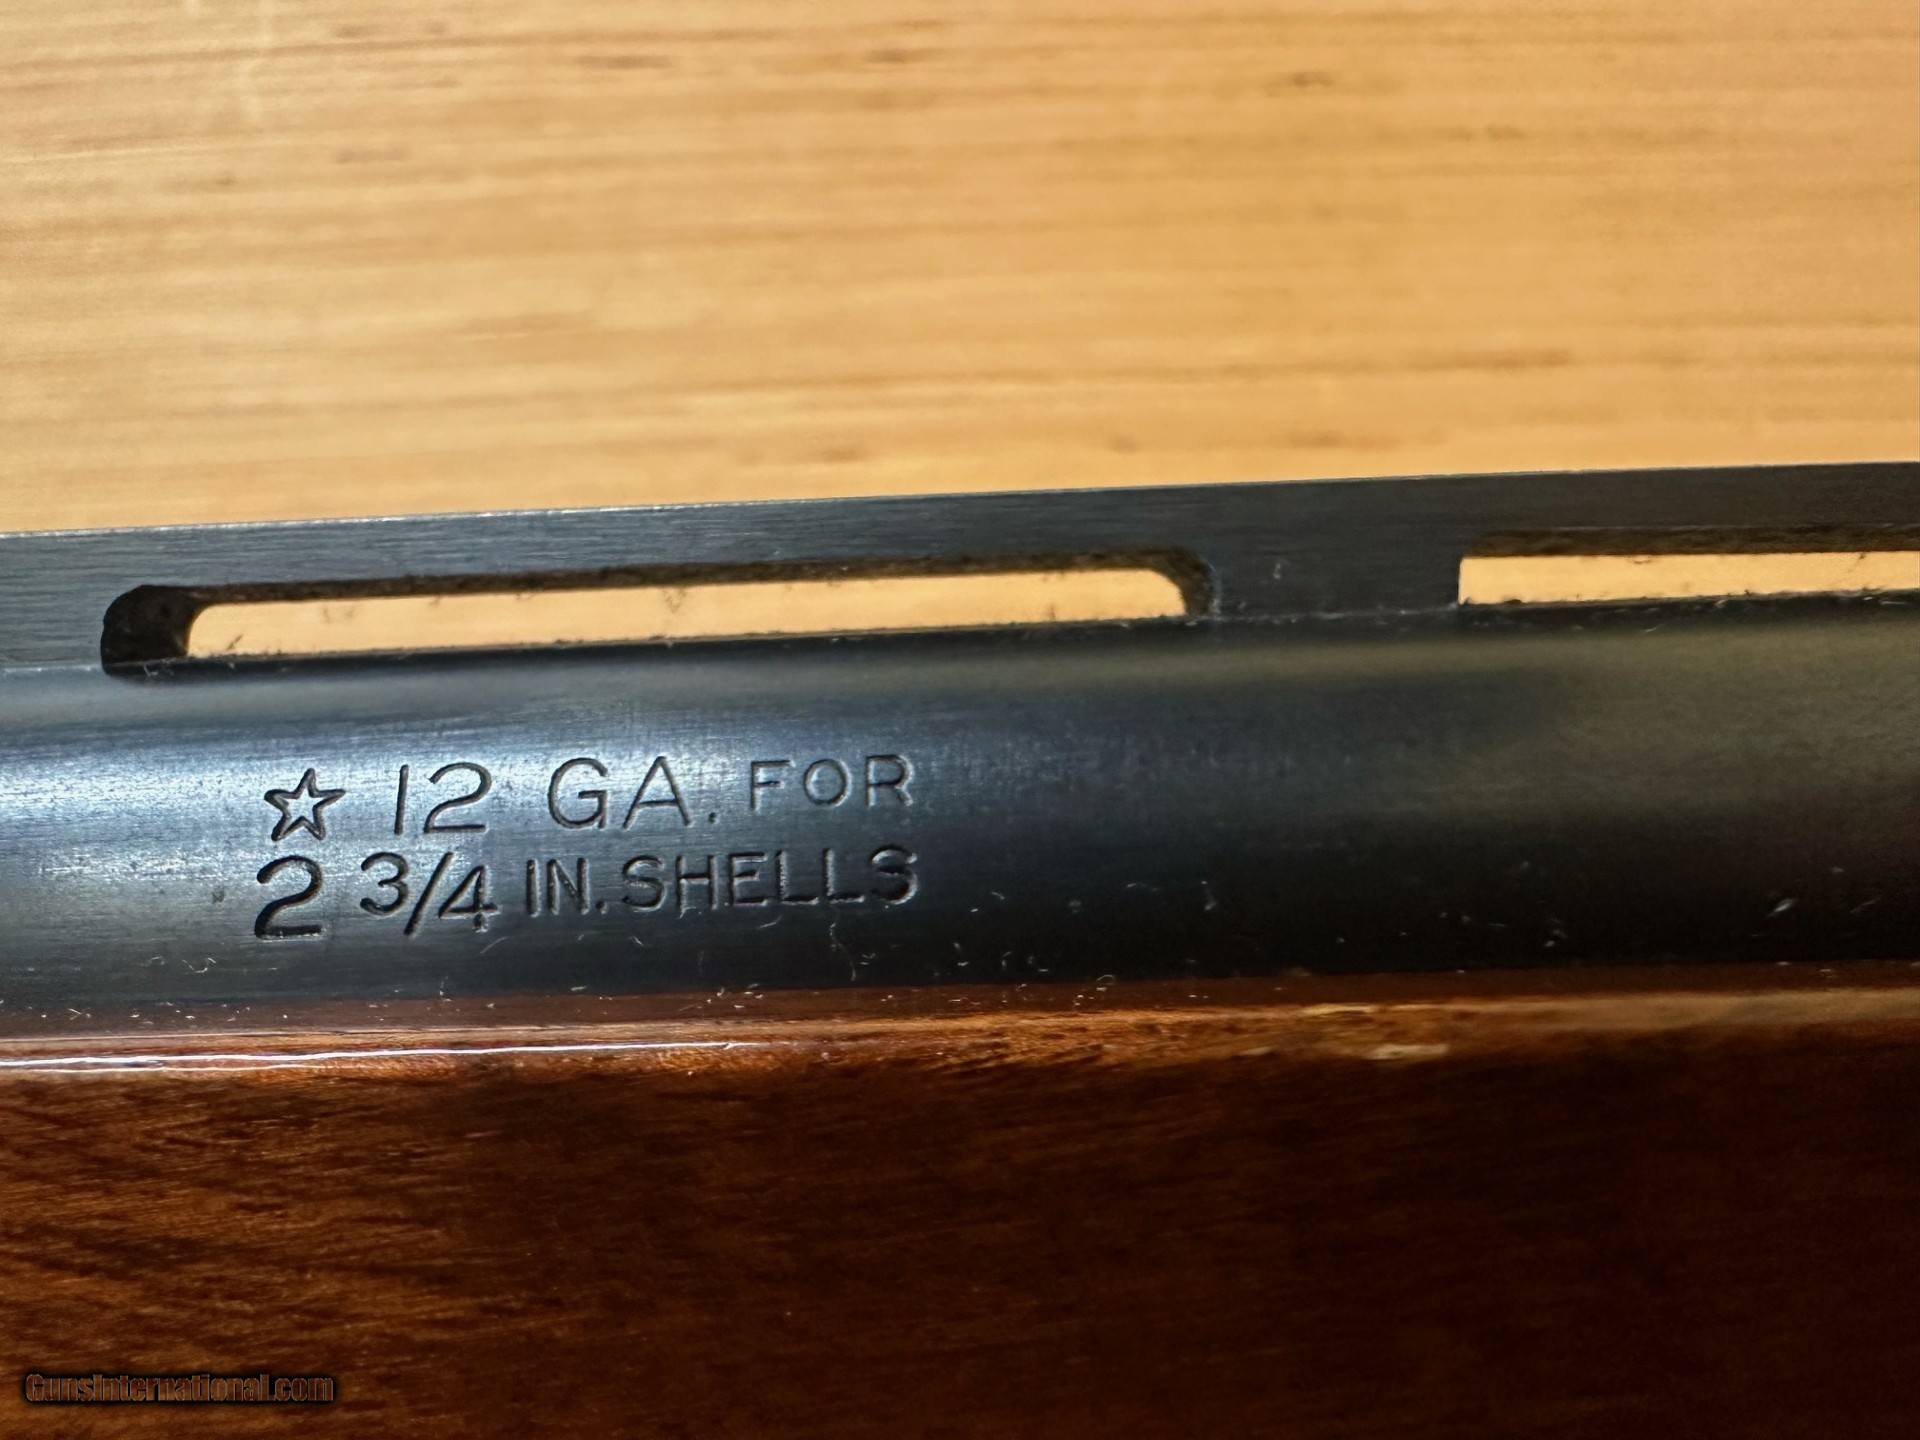 ☆ 12 GA. FOR
2 3/4 IN. SHELLS
GunsInternational.com